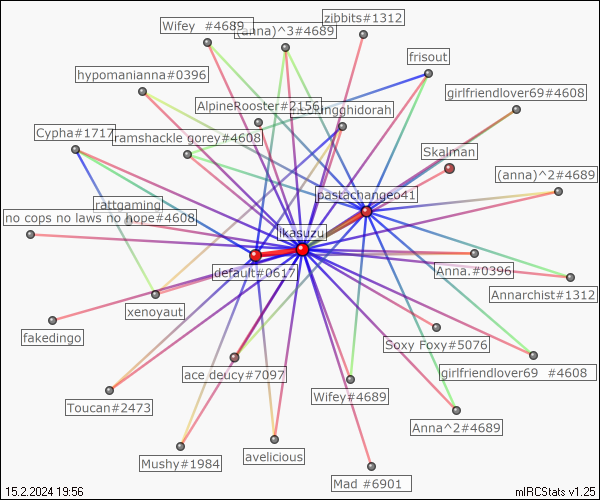 zibbits#1312
Wifey #4689
(anna)^3#4689
frisout
hypomanianna#0396
girlfriendlover69#4608
AlpineRooster#2156
ghidorah
Cypha#1717
ramshackle gorey#4608
Skalman
(anna)^2#4689
pastachangeo41
rattgaming
no cops no laws no hope#4608
ikasuzu
default#0617
Anna.#0396
Annarchist#1312
xenoyaut
fakedingo
Soxy Foxy#5076
ace deucy#7097
girlfriendlover69 #4608
Wifey#4689
Toucan#2473
Anna^2#4689
avelicious
Mushy#1984
Mad #6901
15.2.2024 19:56
mIRCStats v1.25